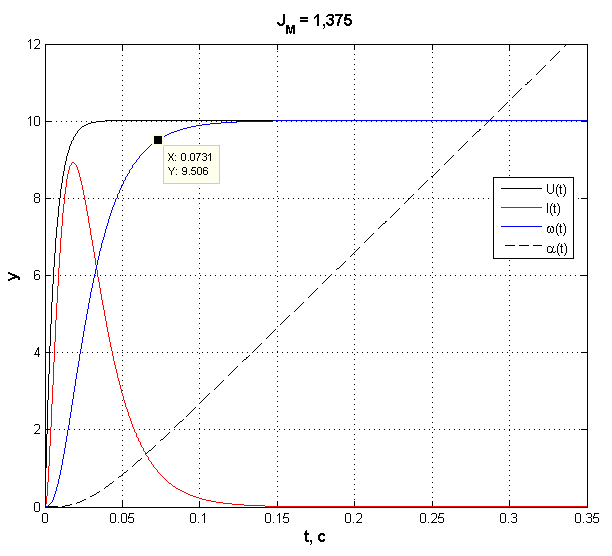 J_M = 1,375
12
10
8
6
4
2
0
y
X: 0.0731
Y: 9.506
U(t)
I(t)
ω(t)
α(t)
0 0.05 0.1 0.15 0.2 0.25 0.3 0.35
t, c